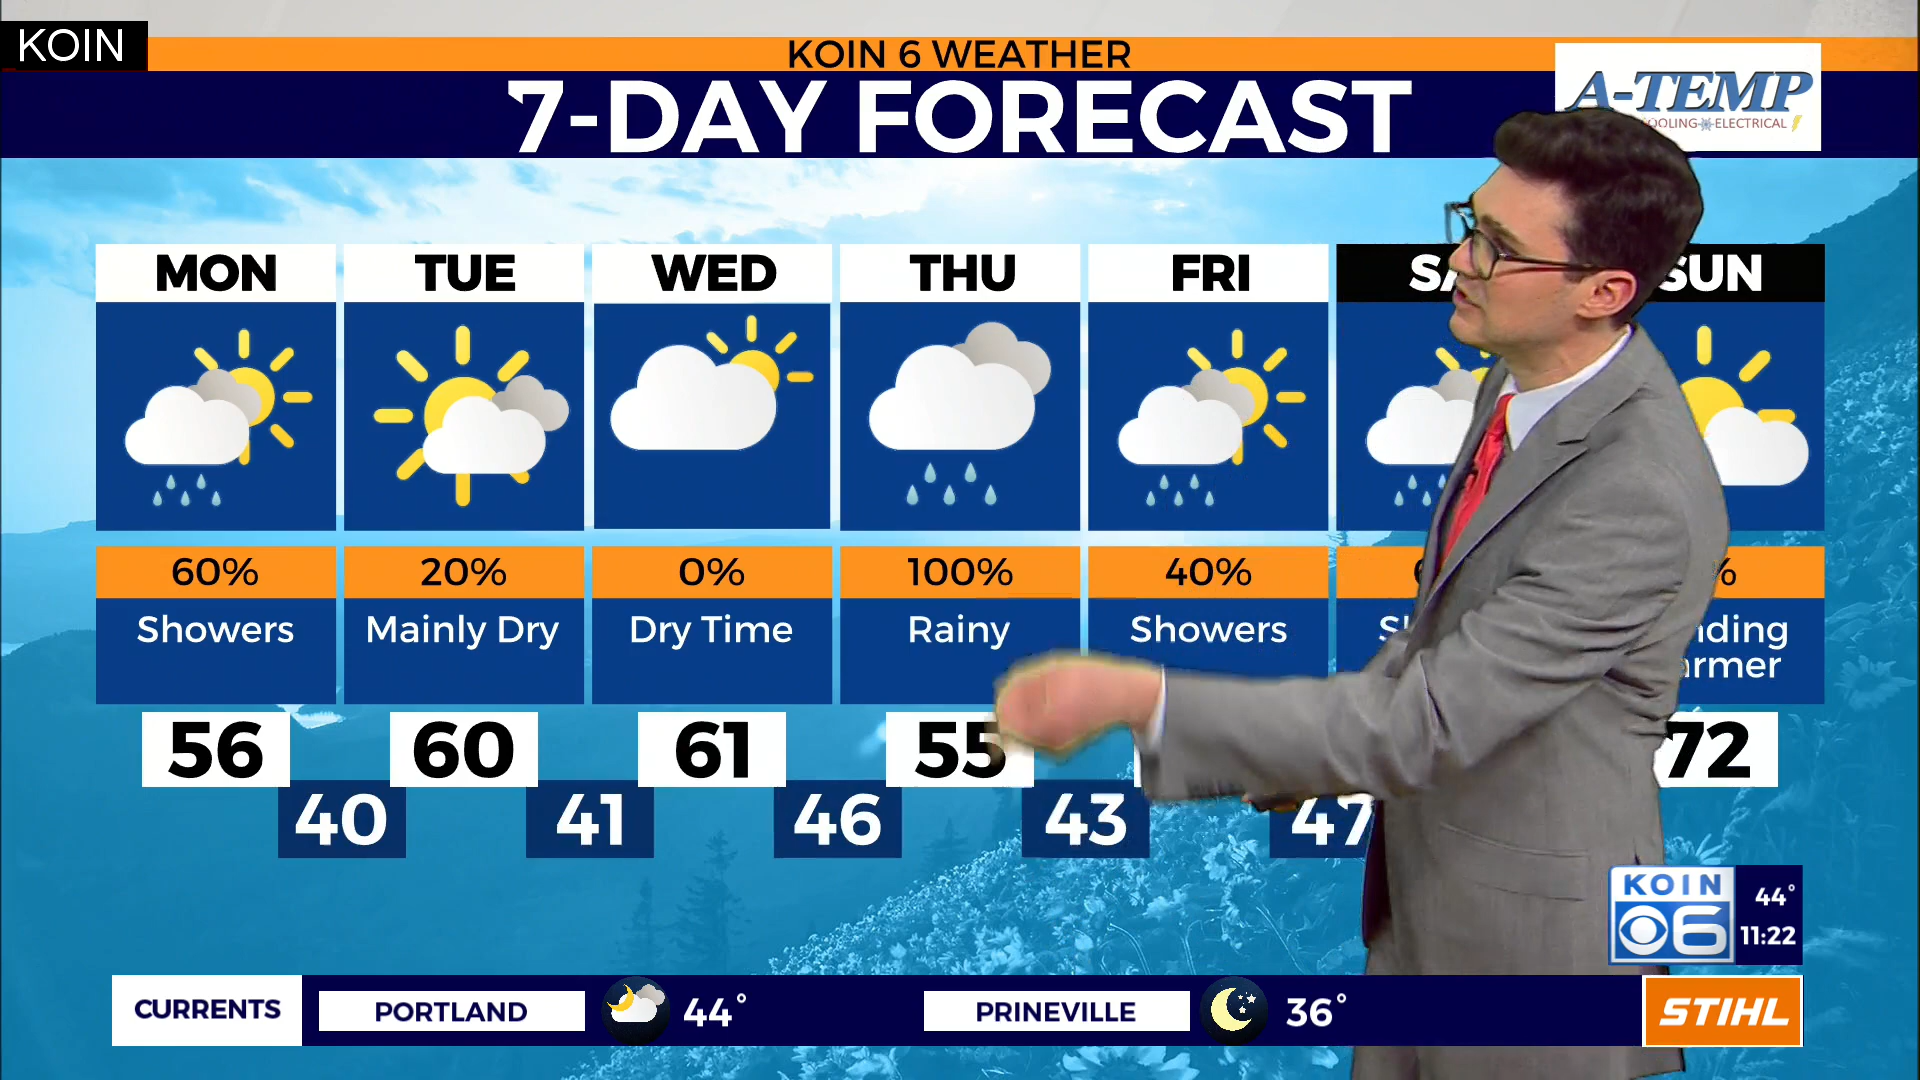 KOIN
KOIN 6 WEATHER
7-DAY FORECAST
A-TEMP
ELECTRICAL
MON TUE WED THU FRI SUN
60% 20% 0% 100% 40%
Showers Mainly Dry Dry Time Rainy Showers
56 60 61 55 72
40 41 46 43 47
KOIN 6
44°
11:22
CURRENTS PORTLAND 44° PRINEVILLE 36° STIHL